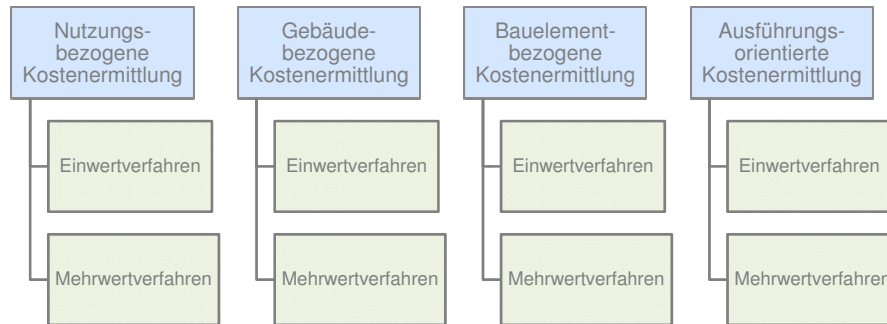 Nutzungs-
bezogene
Kostenermittlung
Einwertverfahren
Mehrwertverfahren
Gebäude-
bezogene
Kostenermittlung
Einwertverfahren
Mehrwertverfahren
Bauelement-
bezogene
Kostenermittlung
Einwertverfahren
Mehrwertverfahren
Ausführungs-
orientierte
Kostenermittlung
Einwertverfahren
Mehrwertverfahren